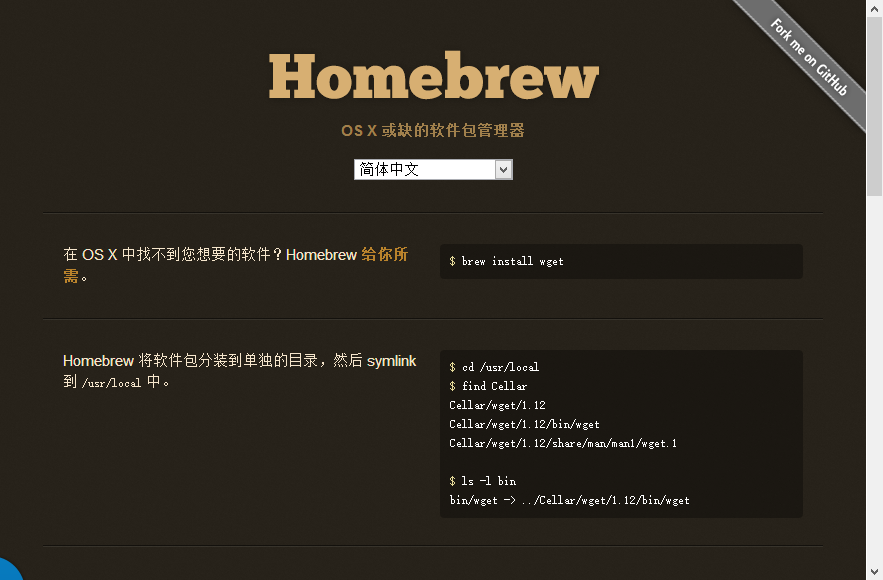 Fork me on GitHub
Homebrew
OS X 或缺的软件包管理器
简体中文
在 OS X 中找不到您想要的软件？Homebrew 给你所
需。
$ brew install wget
Homebrew 将软件包分装到单独的目录，然后 symlink
到 /usr/local 中。
$ cd /usr/local
$ find Cellar
Cellar/wget/1.12
Cellar/wget/1.12/bin/wget
Cellar/wget/1.12/share/man/man1/wget.1
$ ls -l bin
bin/wget -> ../Cellar/wget/1.12/bin/wget